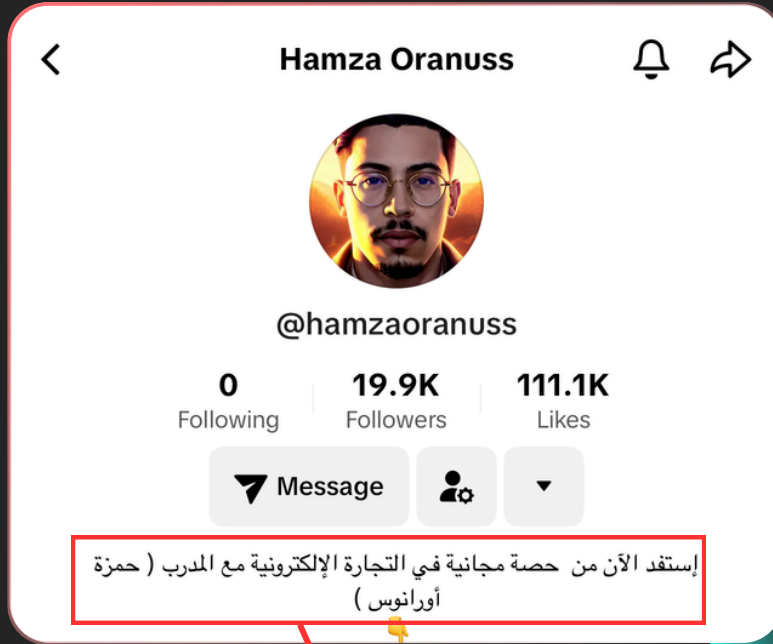 Hamza Oranuss
@hamzaoranuss
0 19.9K 111.1K
Following Followers Likes
Message
إستفد الآن من حصة مجانية في التجارة الإلكترونية مع المدرب ( حمزة
أورانوس )